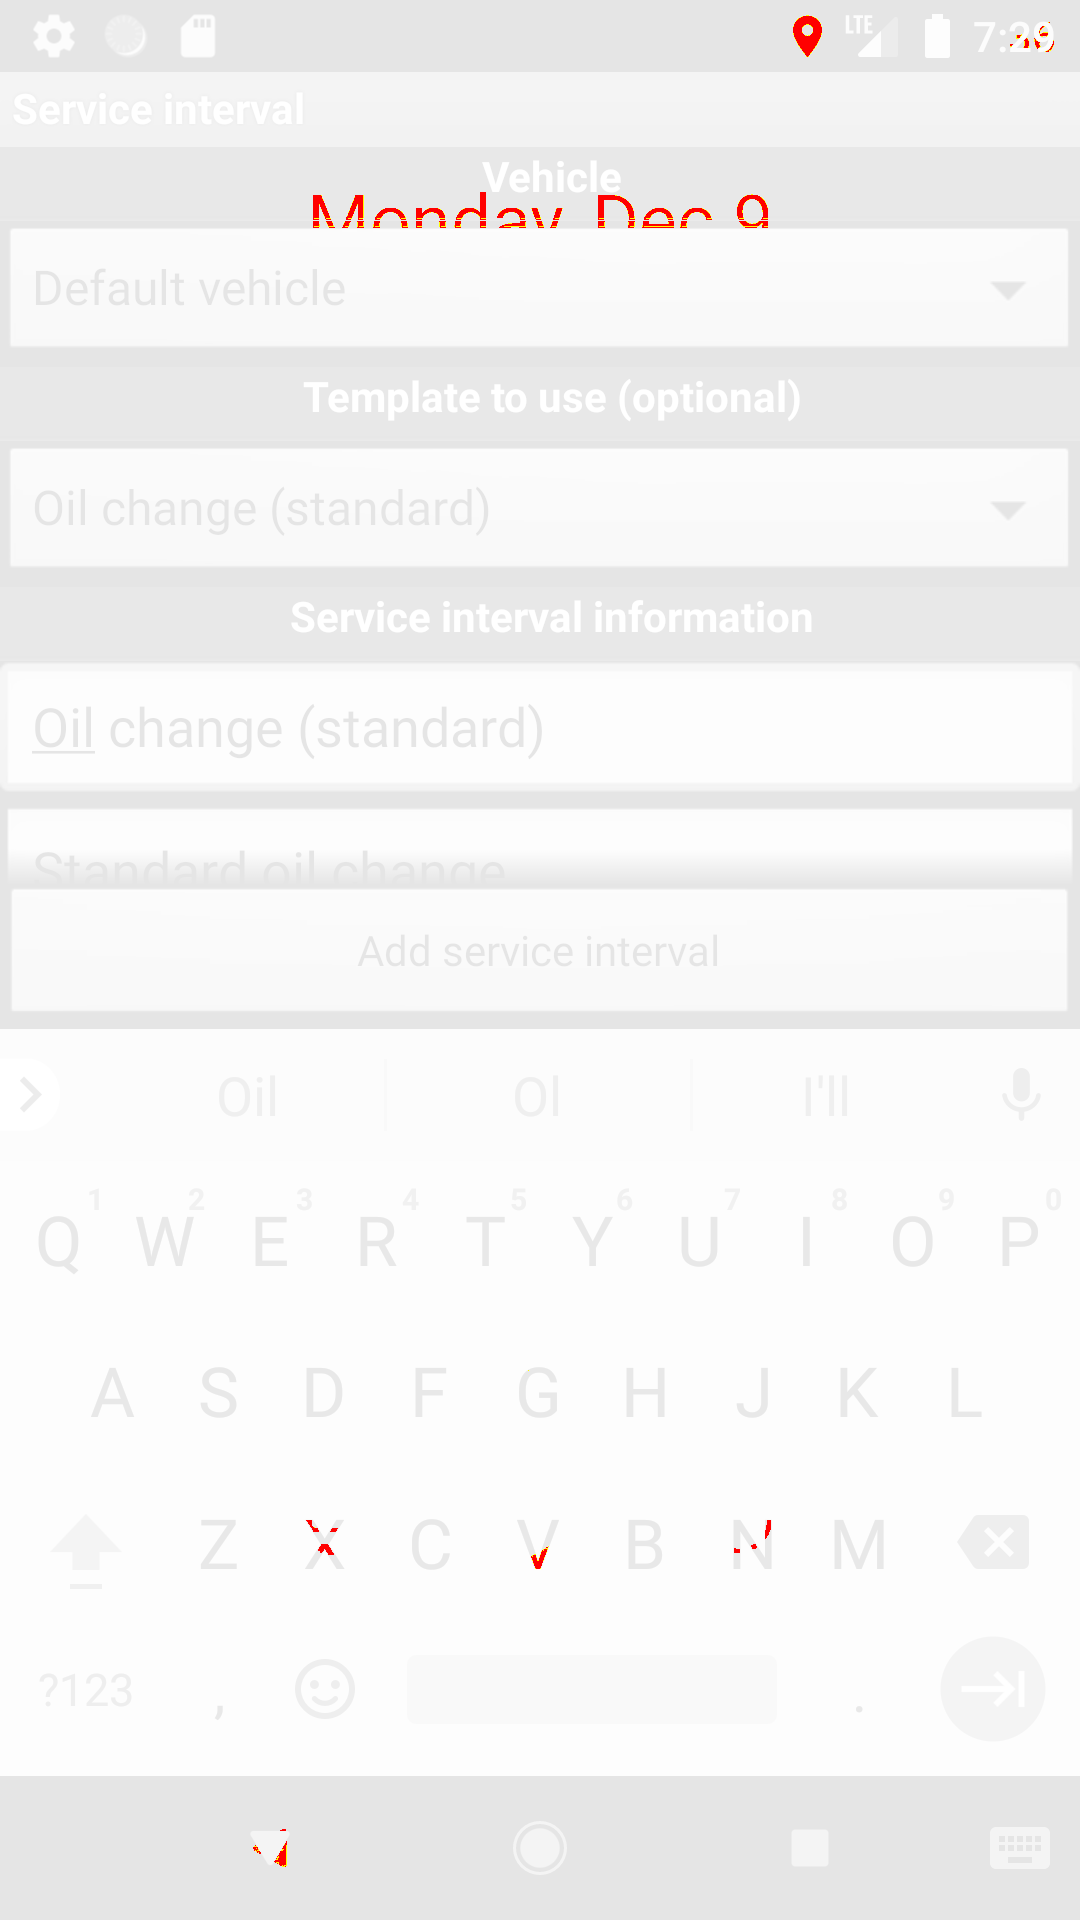 LTE 7:29
Service interval
Vehicle
Monday, Dec 9
Default vehicle
Template to use (optional)
Oil change (standard)
Service interval information
Oil change (standard)
Standard oil change
Add service interval
Oil Ol I'll
1 2 3 4 5 6 7 8 9 0
Q W E R T Y U I O P
A S D F G H J K L
Z X C V B N M
?123 , .